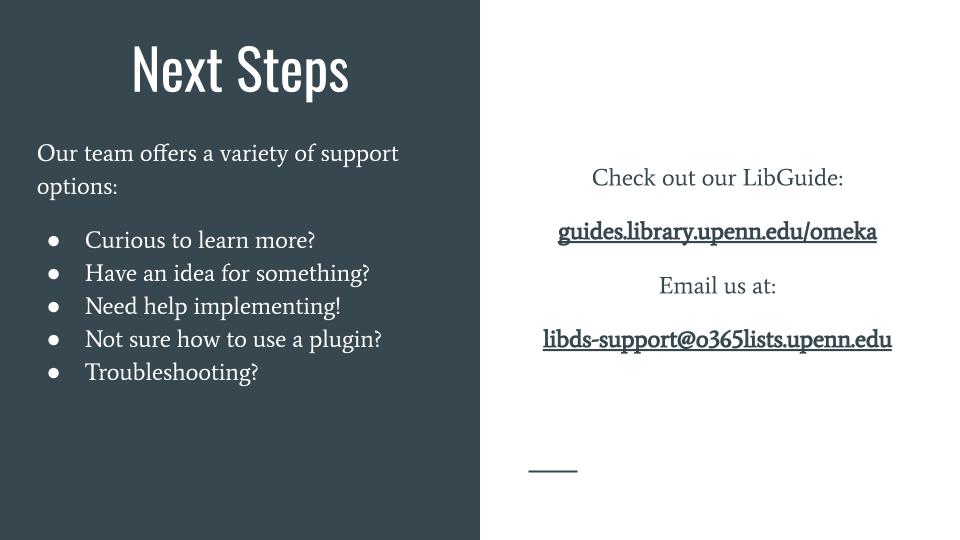 Next Steps
Our team offers a variety of support
options:
● Curious to learn more?
● Have an idea for something?
● Need help implementing!
● Not sure how to use a plugin?
● Troubleshooting?
Check out our LibGuide:
guides.library.upenn.edu/omeka
Email us at:
libds-support@o365lists.upenn.edu